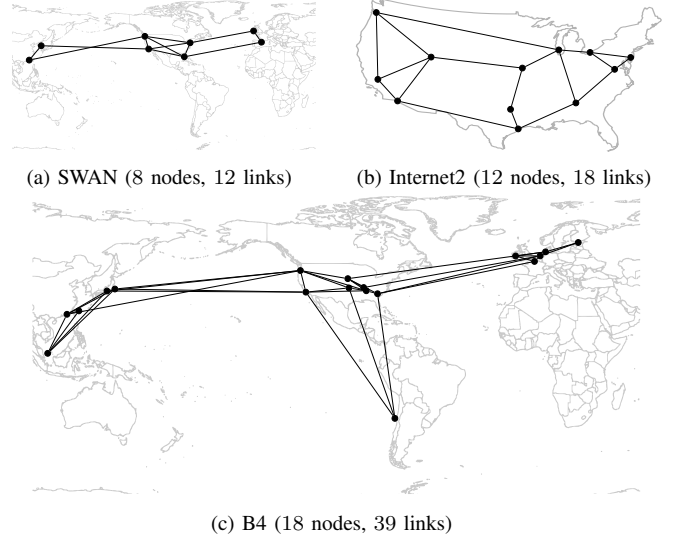 (a) SWAN (8 nodes, 12 links)
(b) Internet2 (12 nodes, 18 links)
(c) B4 (18 nodes, 39 links)